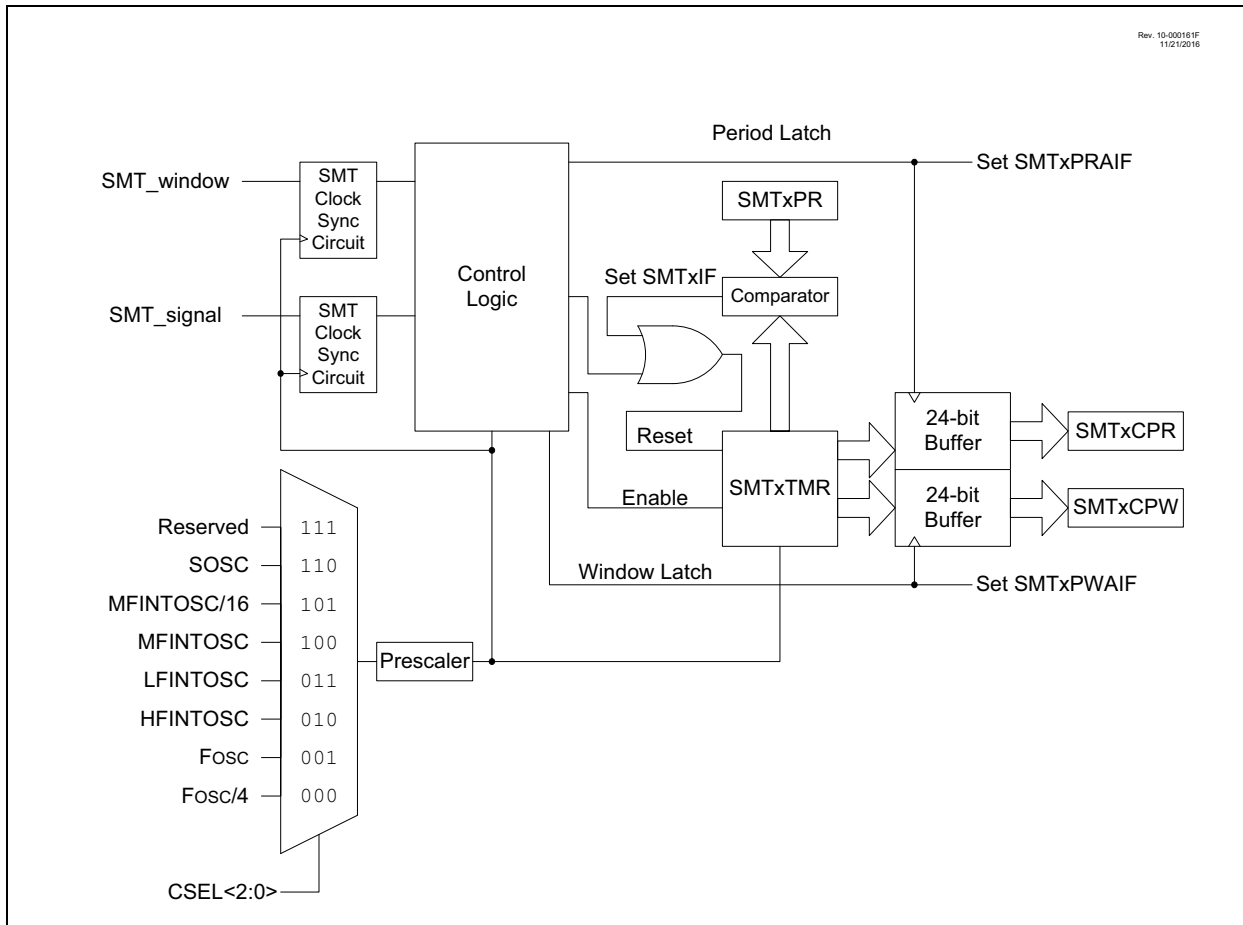 Rev. 10-000161F
11/21/2016
Period Latch
SMT_window
SMT
Clock
Sync
Circuit
Set SMTxPRAIF
SMTxPR
Control
Logic
Set SMTxIF
Comparator
SMT_signal
SMT
Clock
Sync
Circuit
Reset
24-bit
Buffer
SMTxCPR
Enable
SMTxTMR
24-bit
Buffer
SMTxCPW
Window Latch
Set SMTxPWAIF
Reserved 111
SOSC 110
MFINTOSC/16 101
MFINTOSC 100
Prescaler
LFINTOSC 011
HFINTOSC 010
FOSC 001
FOSC/4 000
CSEL<2:0>